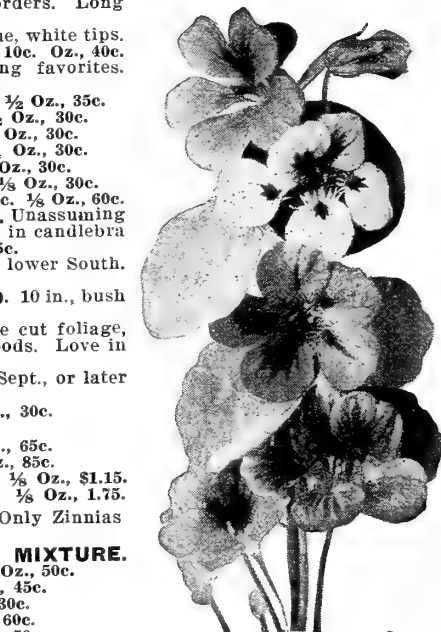 orders. Long
ue, white tips.
10c. Oz., 40c.
ng favorites.
½ Oz., 35c.
Oz., 30c.
Oz., 30c.
Oz., 30c.
Oz., 30c.
⅛ Oz., 30c.
c. ⅛ Oz., 60c.
. Unassuming
in candlebra
5c.
lower South.
). 10 in., bush
e cut foliage,
ods. Love in
Sept., or later
., 30c.
., 65c.
z., 85c.
⅛ Oz., $1.15.
⅛ Oz., 1.75.
Only Zinnias
MIXTURE.
Oz., 50c.
, 45c.
30c.
60c.